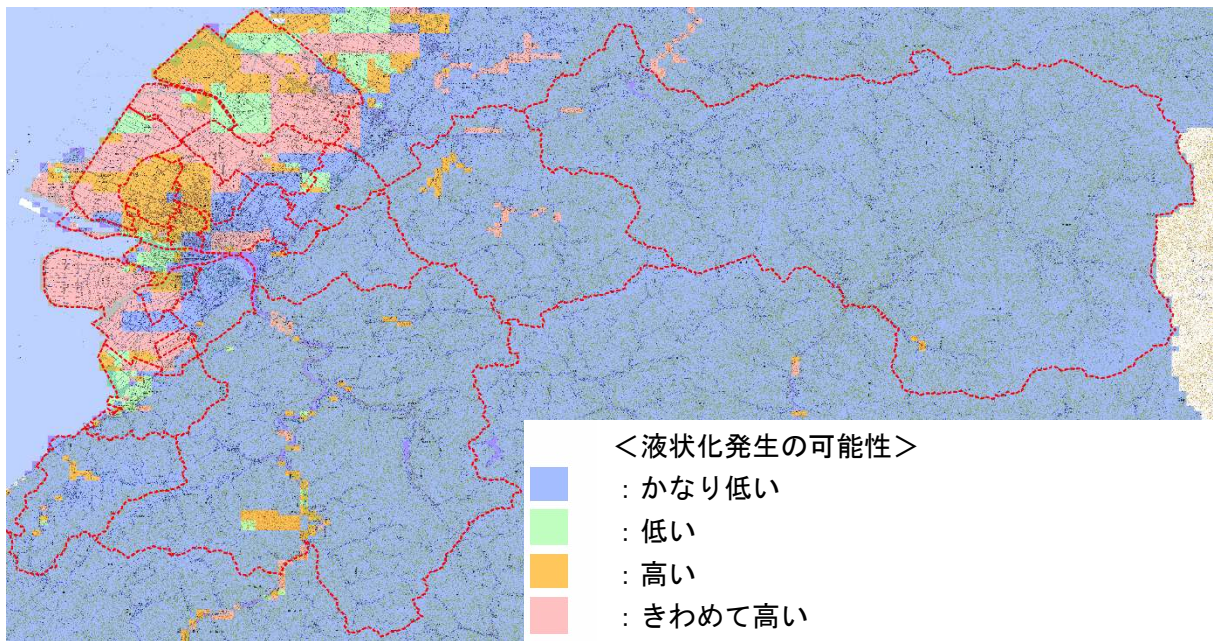 ＜液状化発生の可能性＞
：かなり低い
：低い
：高い
：きわめて高い